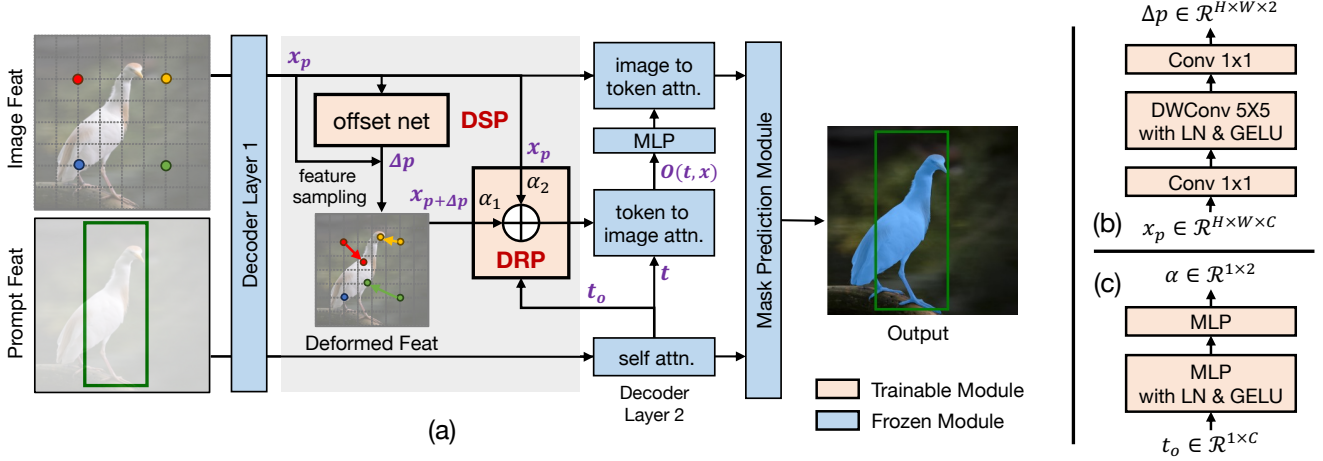 Image Feat
Prompt Feat
Decoder Layer 1
x_p
offset net
DSP
Δp
feature
sampling
x_{p+Δp}
x_p
α_1
α_2
DRP
t_o
Deformed Feat
image to
token attn.
MLP
O(t, x)
token to
image attn.
t
self attn.
Decoder
Layer 2
Mask Prediction Module
Output
Trainable Module
Frozen Module
(a)
Δp ∈ ℛ^{H×W×2}
Conv 1x1
DWConv 5X5
with LN & GELU
Conv 1x1
(b)
x_p ∈ ℛ^{H×W×C}
(c)
α ∈ ℛ^{1×2}
MLP
MLP
with LN & GELU
t_o ∈ ℛ^{1×C}